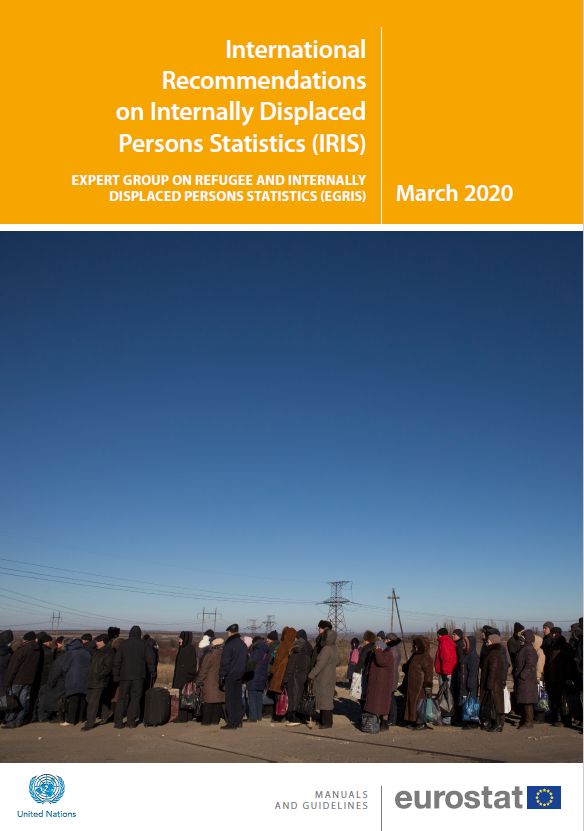 International
Recommendations
on Internally Displaced
Persons Statistics (IRIS)
EXPERT GROUP ON REFUGEE AND INTERNALLY
DISPLACED PERSONS STATISTICS (EGRIS)
March 2020
United Nations
MANUALS
AND GUIDELINES
eurostat